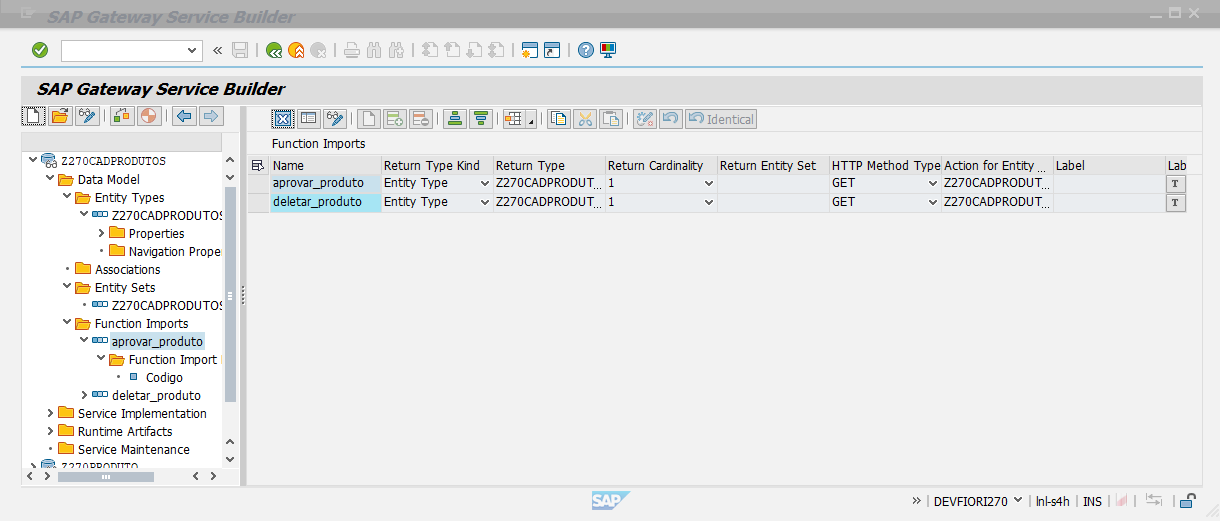 SAP Gateway Service Builder
SAP Gateway Service Builder
Identical
Function Imports
Name Return Type Kind Return Type Return Cardinality Return Entity Set HTTP Method Type Action for Entity ... Label Lab
aprovar_produto Entity Type Z270CADPRODUT... 1 GET Z270CADPRODUT... T
deletar_produto Entity Type Z270CADPRODUT... 1 GET Z270CADPRODUT... T
Z270CADPRODUTOS
Data Model
Entity Types
Z270CADPRODUTOS
Properties
Navigation Prope
Associations
Entity Sets
Z270CADPRODUTOS
Function Imports
aprovar_produto
Function Import
Codigo
deletar_produto
Service Implementation
Runtime Artifacts
Service Maintenance
Z270PRODUTO
SAP
DEVFIORI270 lnl-s4h INS